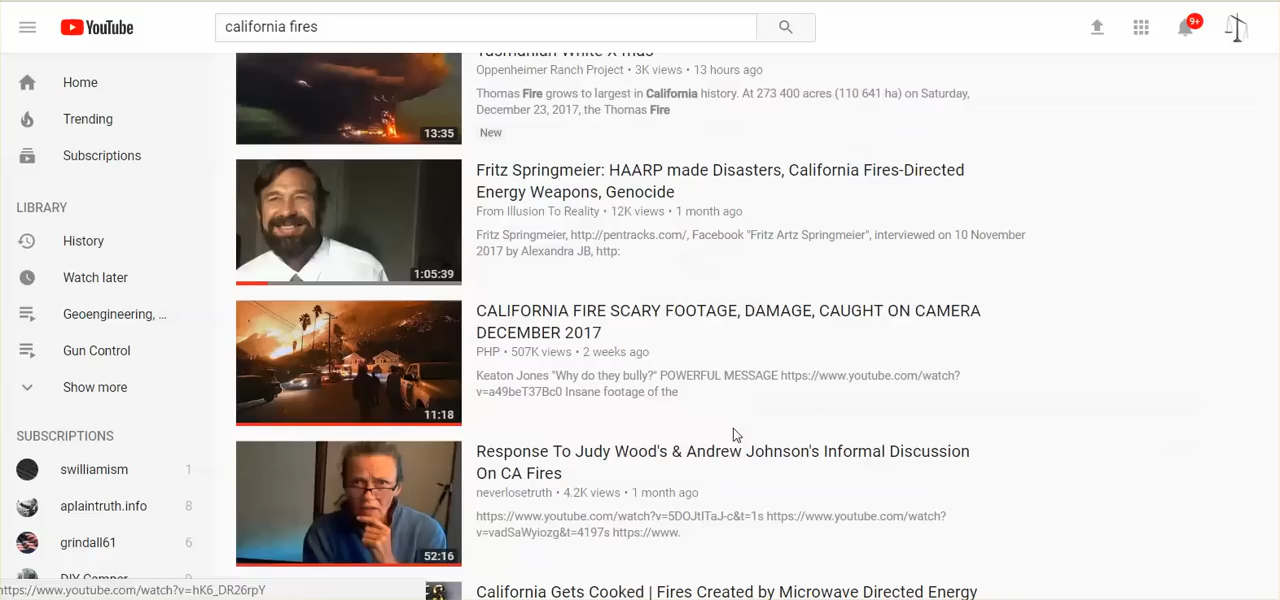 YouTube
california fires
9+
Home
Trending
Subscriptions
LIBRARY
History
Watch later
Geoengineering, ...
Gun Control
Show more
SUBSCRIPTIONS
swilliamism 1
aplaintruth.info 8
grindall61 6
DIY Camper
https://www.youtube.com/watch?v=hK6_DR26rpY
Tasmanian White X-mas
Oppenheimer Ranch Project • 3K views • 13 hours ago
Thomas Fire grows to largest in California history. At 273 400 acres (110 641 ha) on Saturday,
December 23, 2017, the Thomas Fire
New
13:35
Fritz Springmeier: HAARP made Disasters, California Fires-Directed
Energy Weapons, Genocide
From Illusion To Reality • 12K views • 1 month ago
Fritz Springmeier, http://pentracks.com/, Facebook "Fritz Artz Springmeier", interviewed on 10 November
2017 by Alexandra JB, http:
1:05:39
CALIFORNIA FIRE SCARY FOOTAGE, DAMAGE, CAUGHT ON CAMERA
DECEMBER 2017
PHP • 507K views • 2 weeks ago
Keaton Jones "Why do they bully?" POWERFUL MESSAGE https://www.youtube.com/watch?
v=a49beT37Bc0 Insane footage of the
11:18
Response To Judy Wood's & Andrew Johnson's Informal Discussion
On CA Fires
neverlosetruth • 4.2K views • 1 month ago
https://www.youtube.com/watch?v=5DOJtITaJ-c&t=1s https://www.youtube.com/watch?
v=vadSaWyiozg&t=4197s https://www.
52:16
California Gets Cooked | Fires Created by Microwave Directed Energy